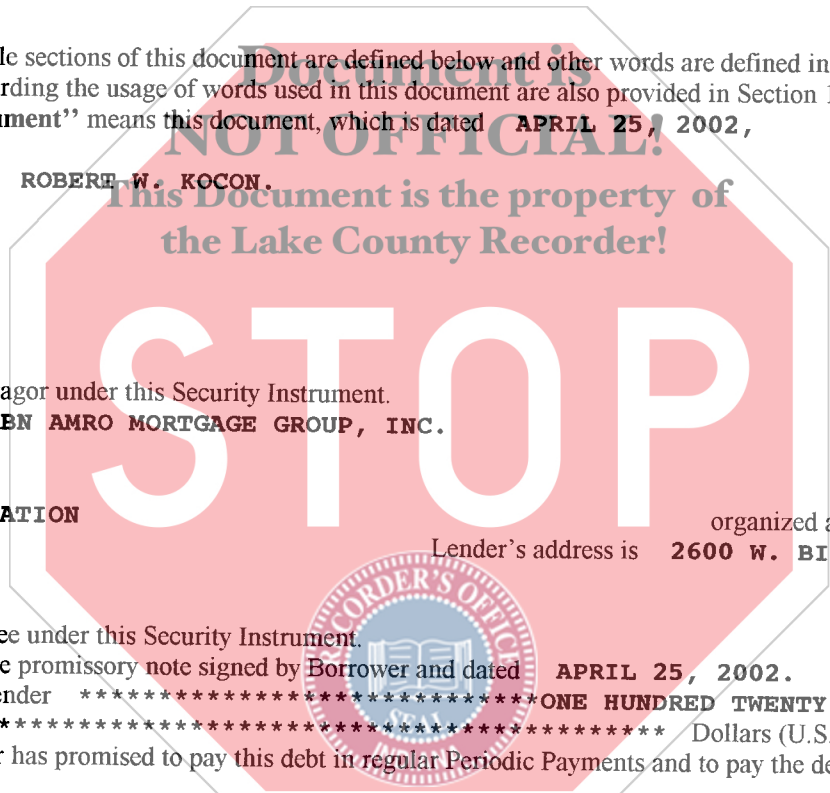 le sections of this document are defined below and other words are defined in
Document is
rding the usage of words used in this document are also provided in Section 1
ument” means this document, which is dated APRIL 25, 2002,
NOT OFFICIAL!
ROBERT W. KOCON.
This Document is the property of
the Lake County Recorder!
STOP
agor under this Security Instrument.
BN AMRO MORTGAGE GROUP, INC.
ATION
organized a
Lender's address is 2600 W. BI
RECORDER'S OFFICE
ee under this Security Instrument.
e promissory note signed by Borrower and dated APRIL 25, 2002.
ender *****************************ONE HUNDRED TWENTY
SEAL
****************************************** Dollars (U.S.
INDIANA
r has promised to pay this debt in regular Periodic Payments and to pay the de